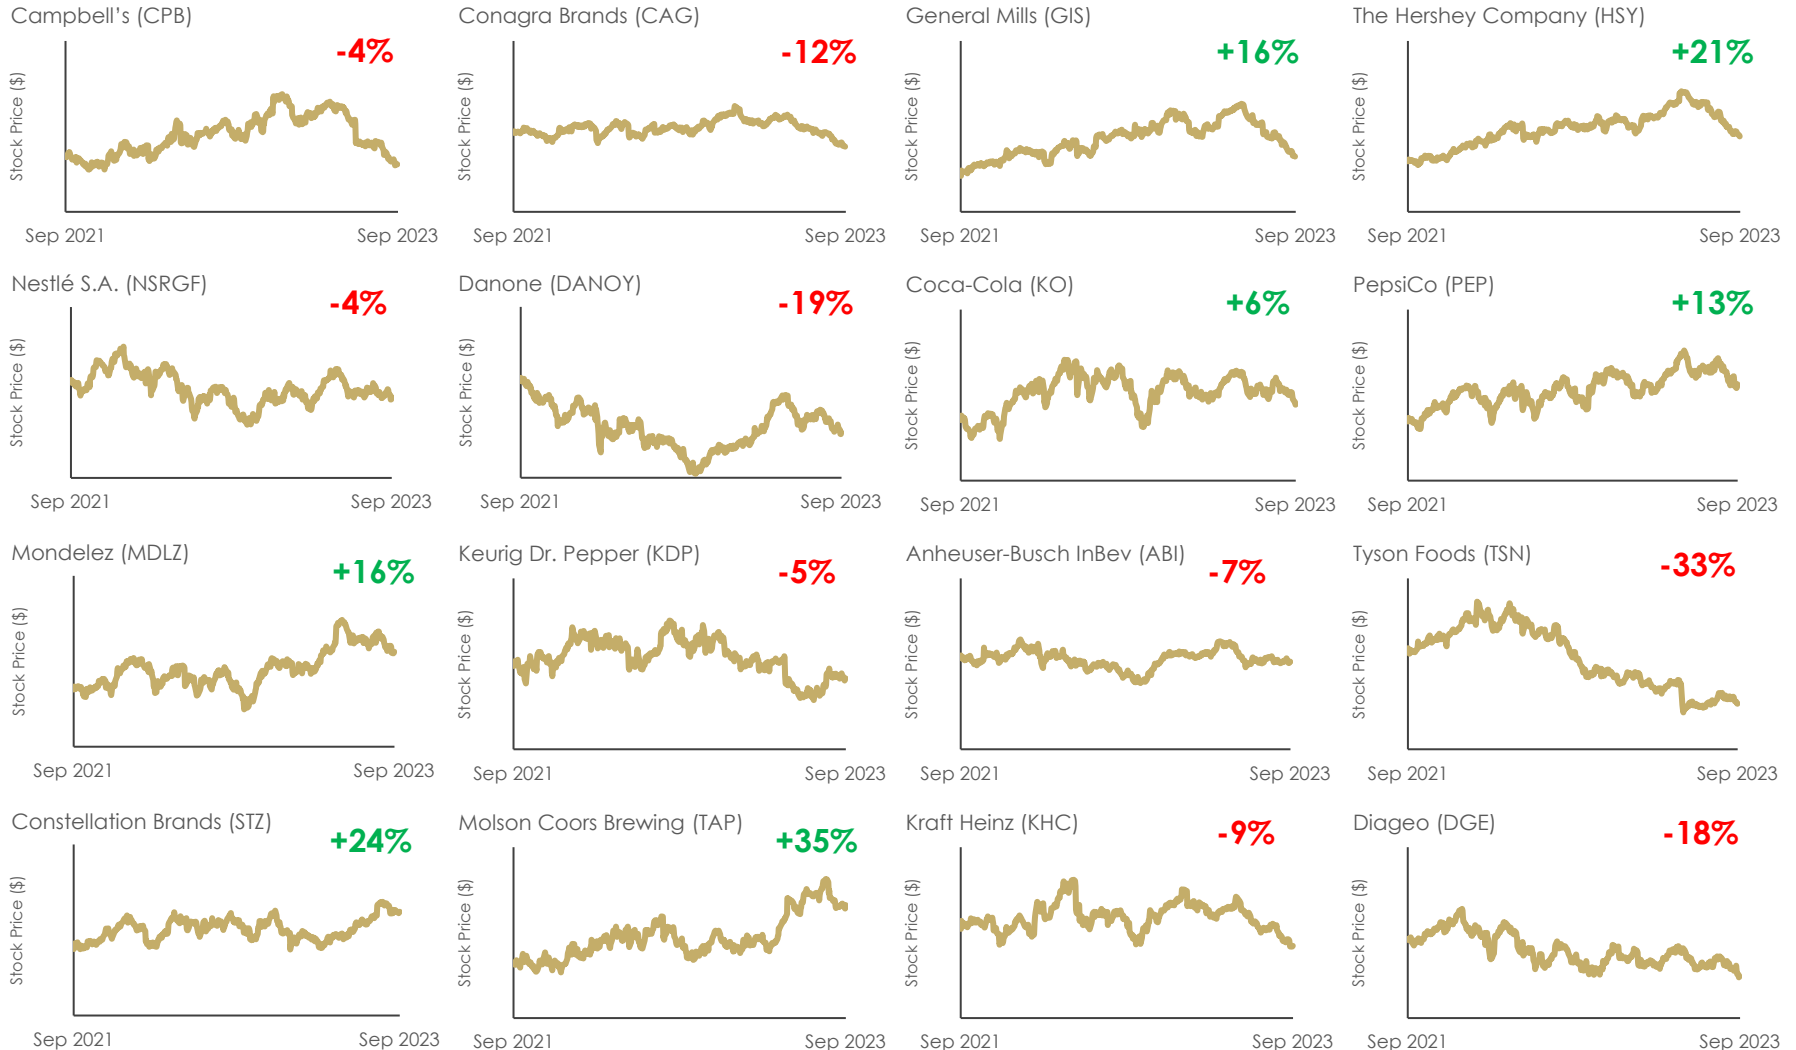 Campbell’s (CPB)
-4%
Stock Price ($)
Sep 2021
Sep 2023
Conagra Brands (CAG)
-12%
Stock Price ($)
Sep 2021
Sep 2023
General Mills (GIS)
+16%
Stock Price ($)
Sep 2021
Sep 2023
The Hershey Company (HSY)
+21%
Stock Price ($)
Sep 2021
Sep 2023
Nestlé S.A. (NSRGF)
-4%
Stock Price ($)
Sep 2021
Sep 2023
Danone (DANOY)
-19%
Stock Price ($)
Sep 2021
Sep 2023
Coca-Cola (KO)
+6%
Stock Price ($)
Sep 2021
Sep 2023
PepsiCo (PEP)
+13%
Stock Price ($)
Sep 2021
Sep 2023
Mondelez (MDLZ)
+16%
Stock Price ($)
Sep 2021
Sep 2023
Keurig Dr. Pepper (KDP)
-5%
Stock Price ($)
Sep 2021
Sep 2023
Anheuser-Busch InBev (ABI)
-7%
Stock Price ($)
Sep 2021
Sep 2023
Tyson Foods (TSN)
-33%
Stock Price ($)
Sep 2021
Sep 2023
Constellation Brands (STZ)
+24%
Stock Price ($)
Sep 2021
Sep 2023
Molson Coors Brewing (TAP)
+35%
Stock Price ($)
Sep 2021
Sep 2023
Kraft Heinz (KHC)
-9%
Stock Price ($)
Sep 2021
Sep 2023
Diageo (DGE)
-18%
Stock Price ($)
Sep 2021
Sep 2023